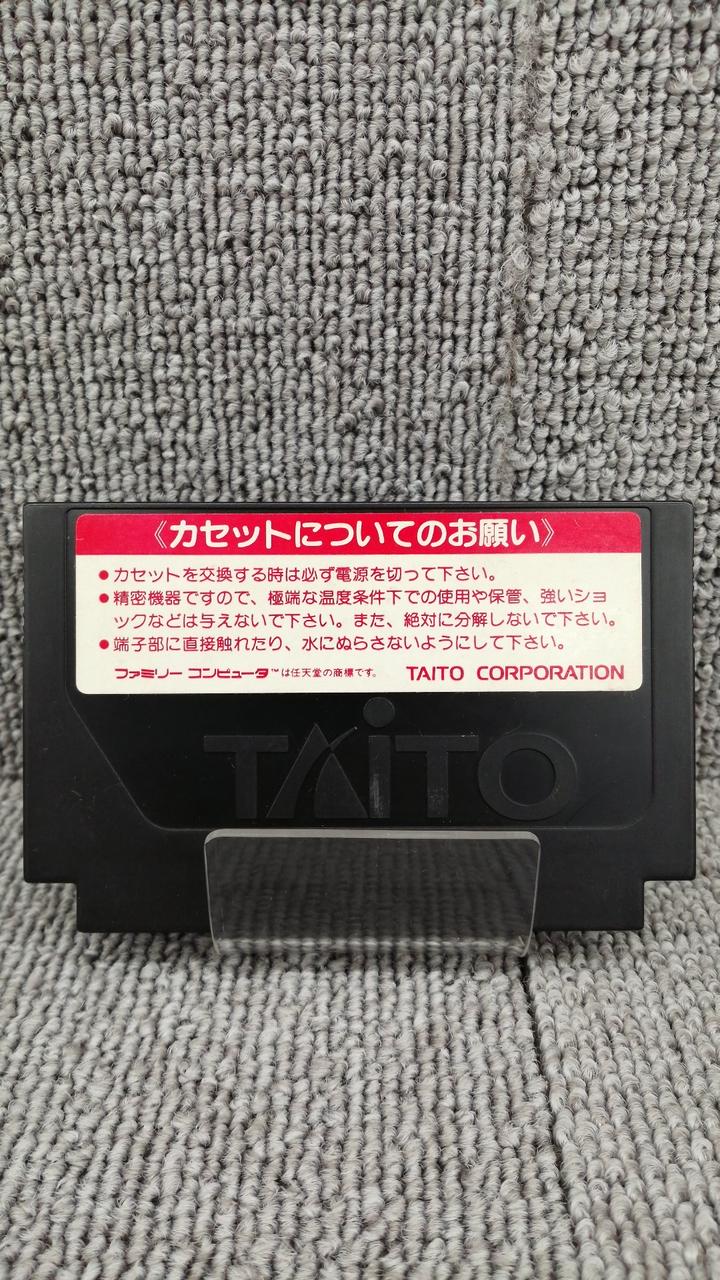 《カセットについてのお願い》
●カセットを交換する時は必ず電源を切って下さい。
●精密機器ですので、極端な温度条件下での使用や保管、強いショ
ックなどは与えないで下さい。また、絶対に分解しないで下さい。
●端子部に直接触れたり、水にぬらさないようにして下さい。
ファミリー コンピュータ™は任天堂の商標です。 TAITO CORPORATION
TAiTO